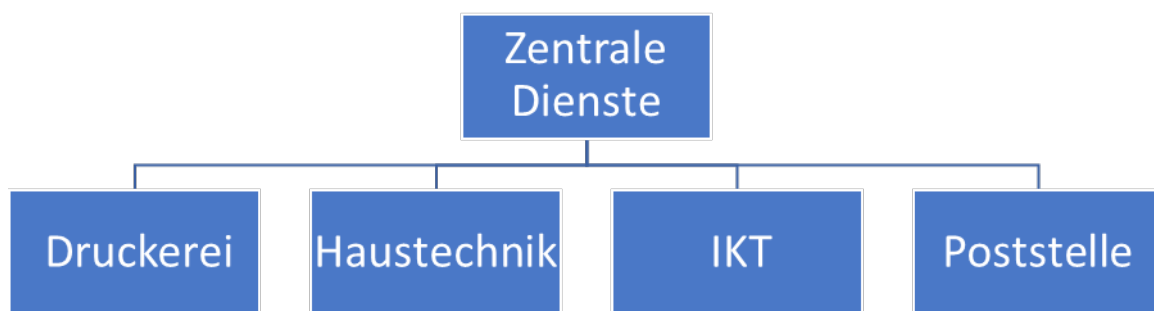 Zentrale
Dienste
Druckerei
Haustechnik
IKT
Poststelle